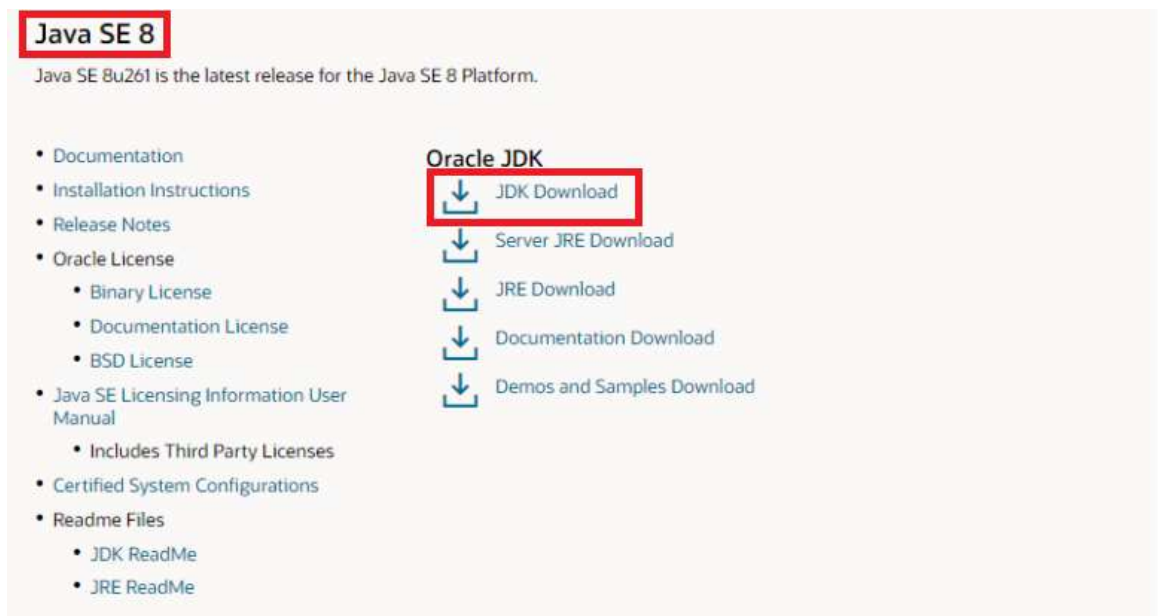 Java SE 8
Java SE 8u261 is the latest release for the Java SE 8 Platform.
• Documentation
• Installation Instructions
• Release Notes
• Oracle License
• Binary License
• Documentation License
• BSD License
• Java SE Licensing Information User
Manual
• Includes Third Party Licenses
• Certified System Configurations
• Readme Files
• JDK ReadMe
• JRE ReadMe
Oracle JDK
JDK Download
Server JRE Download
JRE Download
Documentation Download
Demos and Samples Download